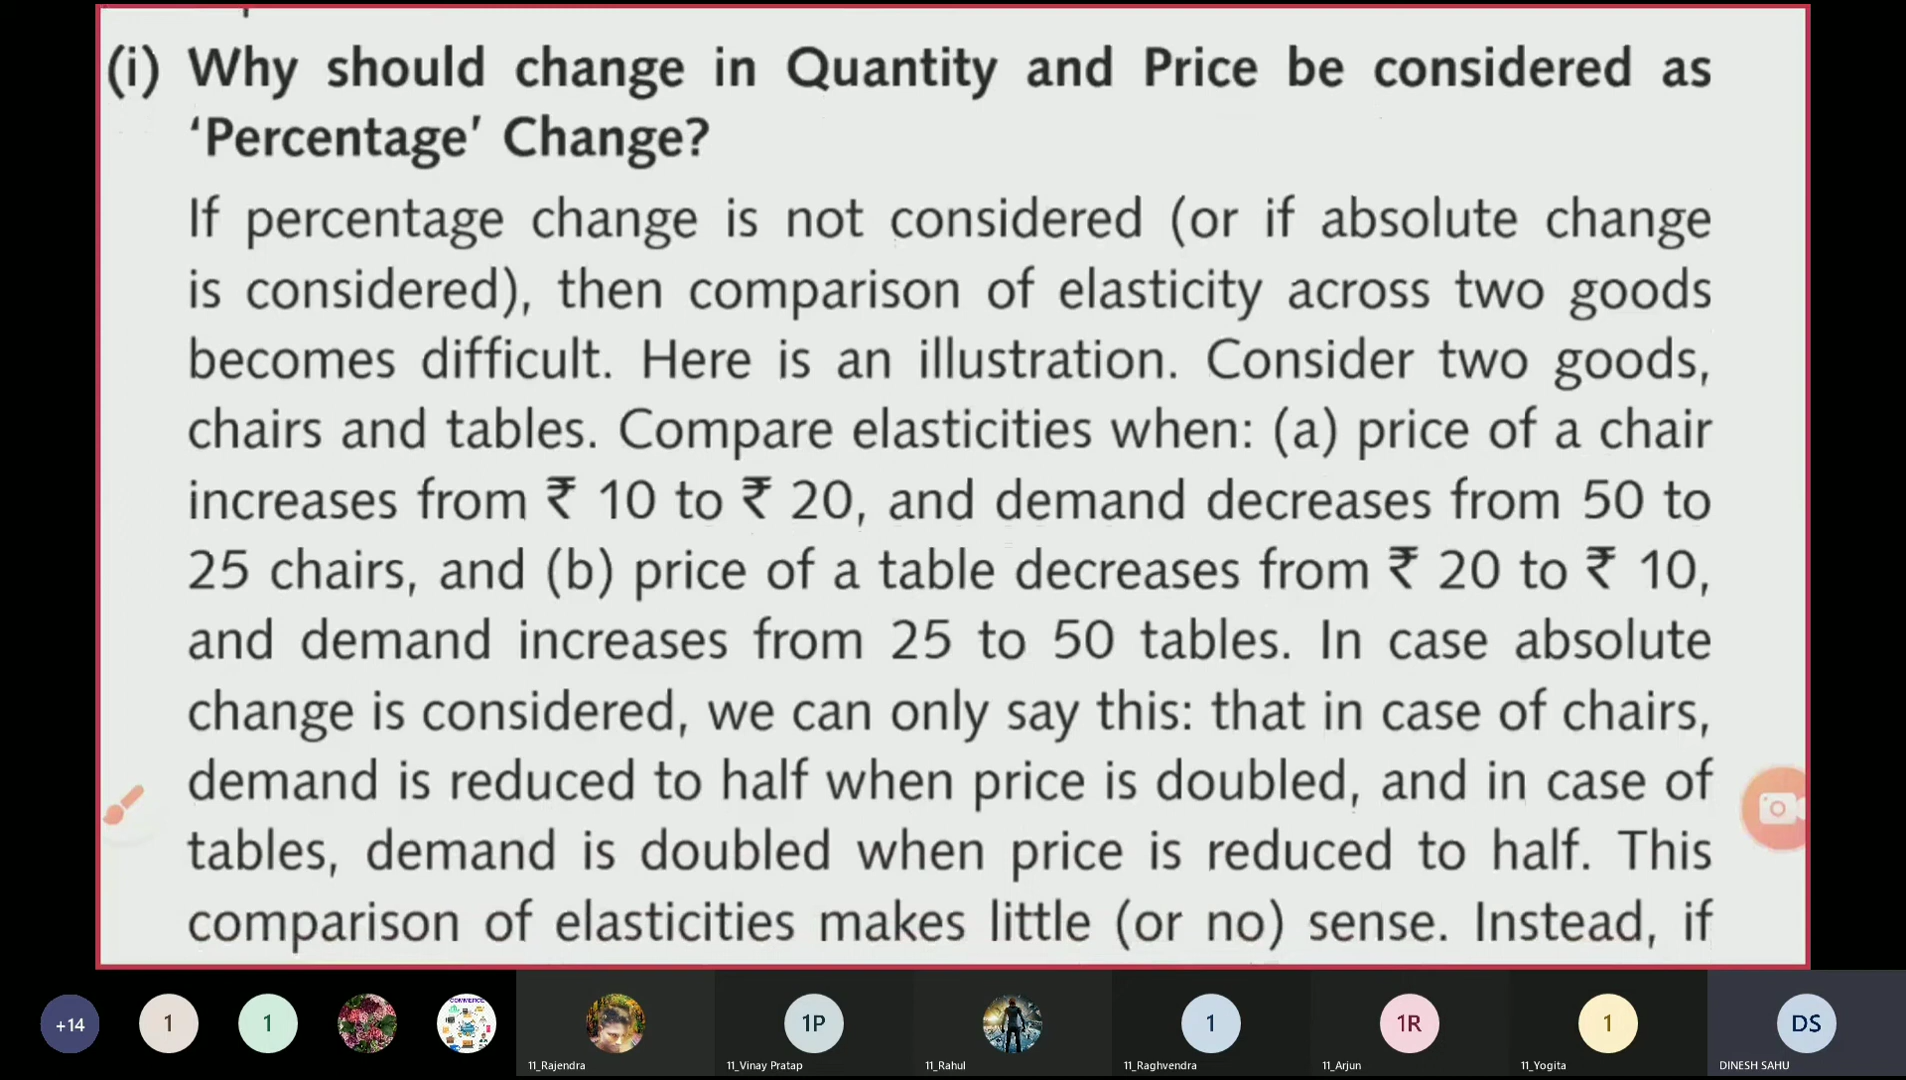 (i) Why should change in Quantity and Price be considered as
‘Percentage’ Change?
If percentage change is not considered (or if absolute change
is considered), then comparison of elasticity across two goods
becomes difficult. Here is an illustration. Consider two goods,
chairs and tables. Compare elasticities when: (a) price of a chair
increases from ₹ 10 to ₹ 20, and demand decreases from 50 to
25 chairs, and (b) price of a table decreases from ₹ 20 to ₹ 10,
and demand increases from 25 to 50 tables. In case absolute
change is considered, we can only say this: that in case of chairs,
demand is reduced to half when price is doubled, and in case of
tables, demand is doubled when price is reduced to half. This
comparison of elasticities makes little (or no) sense. Instead, if
+14
1
1
COMMERCE
11_Rajendra
1P
11_Vinay Pratap
11_Rahul
1
11_Raghvendra
1R
11_Arjun
1
11_Yogita
DS
DINESH SAHU